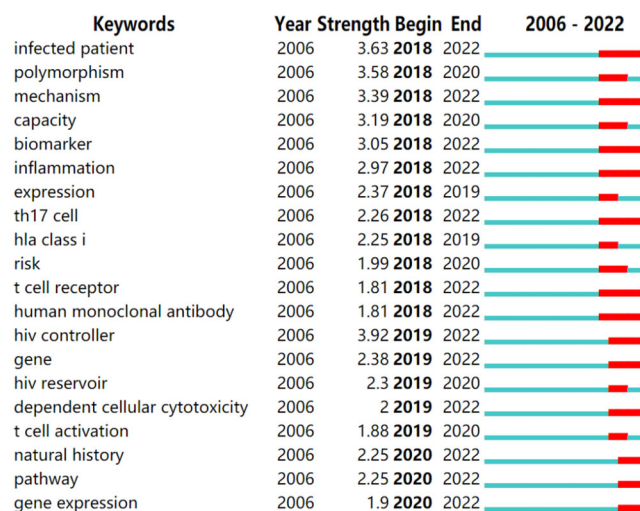 Keywords Year Strength Begin End 2006 - 2022
infected patient 2006 3.63 2018 2022
polymorphism 2006 3.58 2018 2020
mechanism 2006 3.39 2018 2022
capacity 2006 3.19 2018 2020
biomarker 2006 3.05 2018 2022
inflammation 2006 2.97 2018 2022
expression 2006 2.37 2018 2019
th17 cell 2006 2.26 2018 2022
hla class i 2006 2.25 2018 2019
risk 2006 1.99 2018 2020
t cell receptor 2006 1.81 2018 2022
human monoclonal antibody 2006 1.81 2018 2022
hiv controller 2006 3.92 2019 2022
gene 2006 2.38 2019 2022
hiv reservoir 2006 2.3 2019 2020
dependent cellular cytotoxicity 2006 2 2019 2022
t cell activation 2006 1.88 2019 2020
natural history 2006 2.25 2020 2022
pathway 2006 2.25 2020 2022
gene expression 2006 1.9 2020 2022